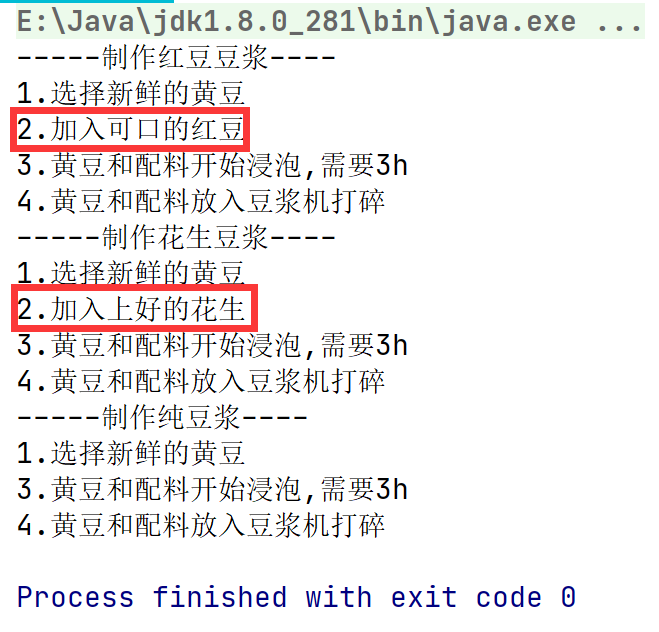 E:\Java\jdk1.8.0_281\bin\java.exe ...
-----制作红豆豆浆----
1.选择新鲜的黄豆
2.加入可口的红豆
3.黄豆和配料开始浸泡,需要3h
4.黄豆和配料放入豆浆机打碎
-----制作花生豆浆----
1.选择新鲜的黄豆
2.加入上好的花生
3.黄豆和配料开始浸泡,需要3h
4.黄豆和配料放入豆浆机打碎
-----制作纯豆浆----
1.选择新鲜的黄豆
3.黄豆和配料开始浸泡,需要3h
4.黄豆和配料放入豆浆机打碎
Process finished with exit code 0